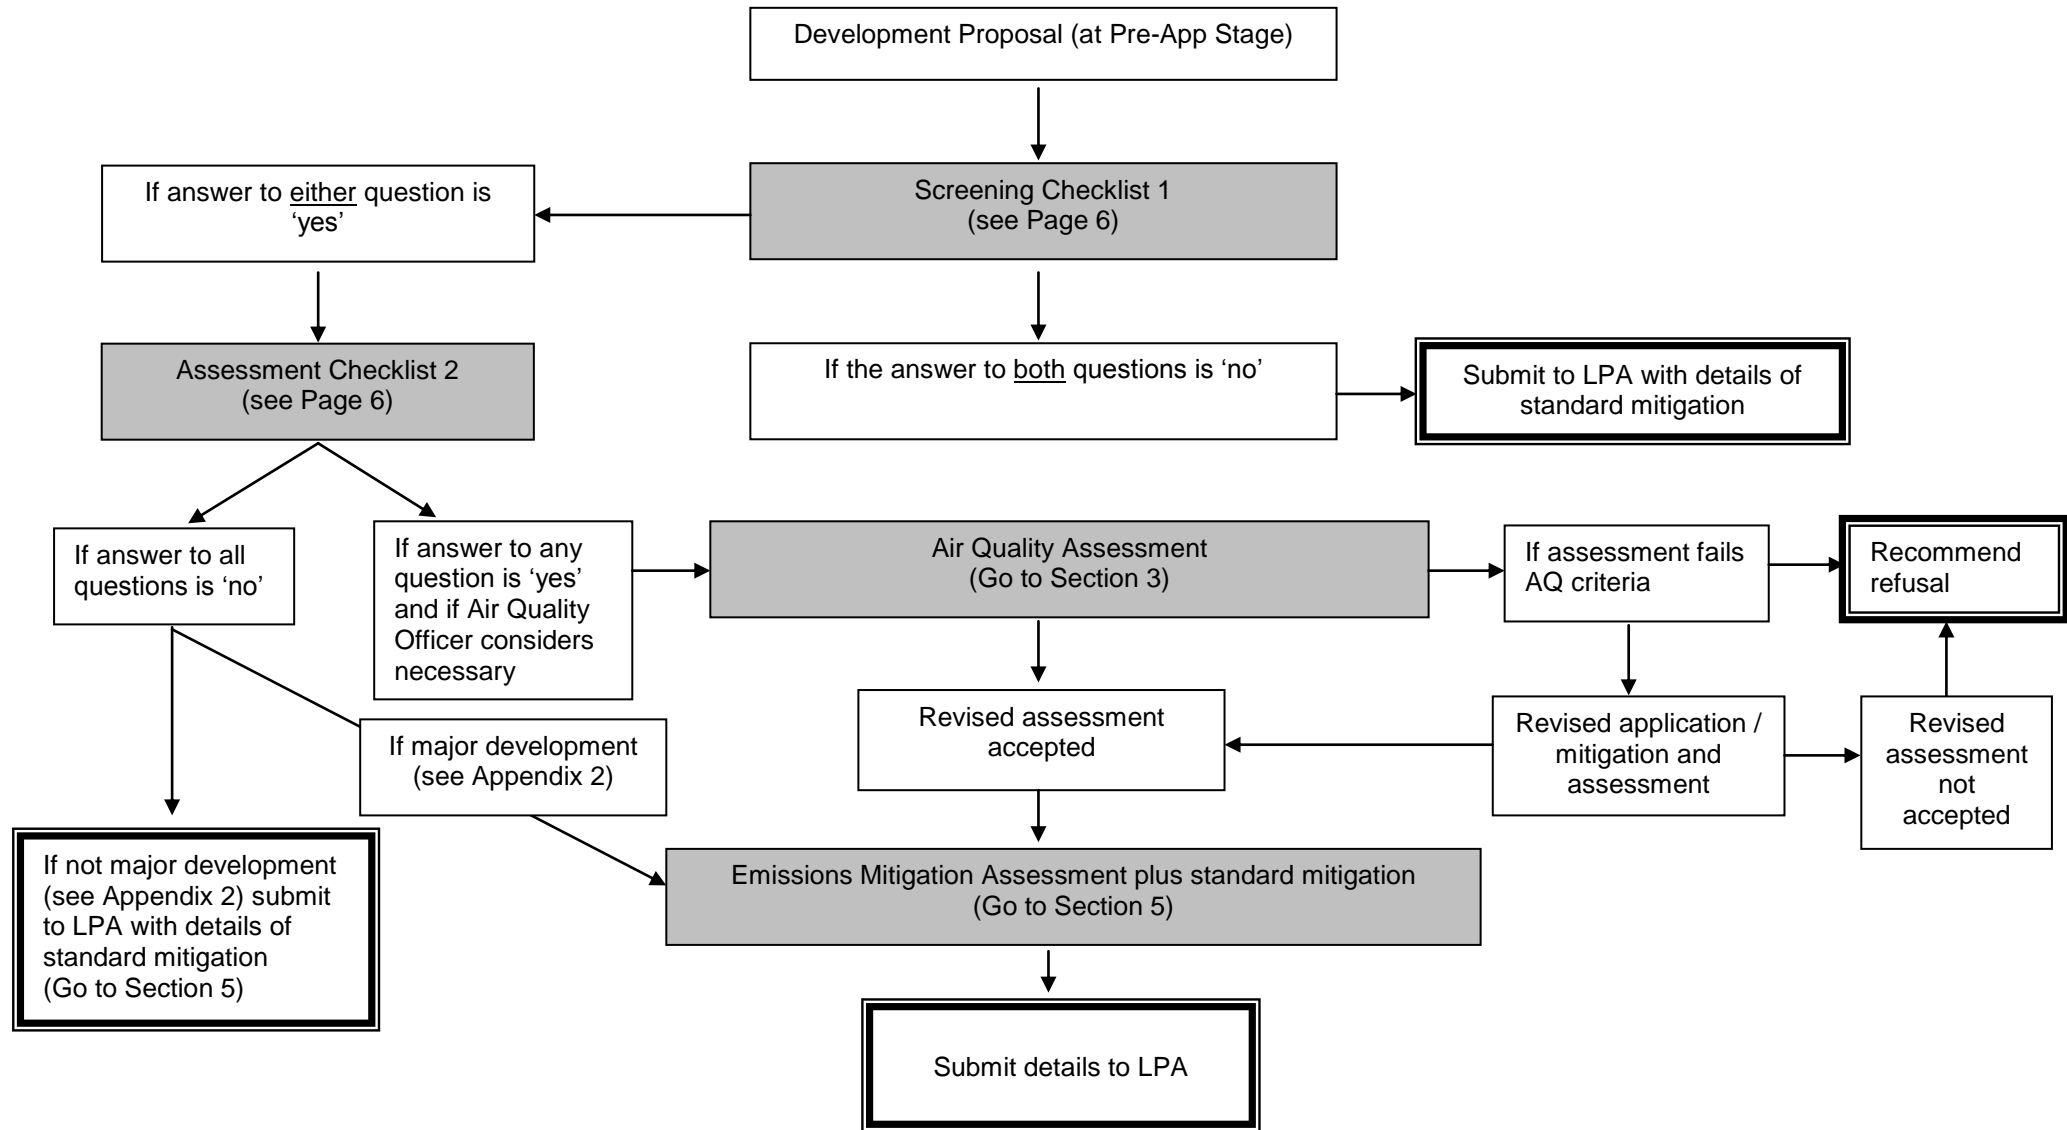 Development Proposal (at Pre-App Stage)
If answer to either question is
‘yes’
Screening Checklist 1
(see Page 6)
Assessment Checklist 2
(see Page 6)
If the answer to both questions is ‘no’
Submit to LPA with details of
standard mitigation
If answer to all
questions is ‘no’
If answer to any
question is ‘yes’
and if Air Quality
Officer considers
necessary
Air Quality Assessment
(Go to Section 3)
If assessment fails
AQ criteria
Recommend
refusal
If major development
(see Appendix 2)
Revised assessment
accepted
Revised application /
mitigation and
assessment
Revised
assessment
not
accepted
If not major development
(see Appendix 2) submit
to LPA with details of
standard mitigation
(Go to Section 5)
Emissions Mitigation Assessment plus standard mitigation
(Go to Section 5)
Submit details to LPA